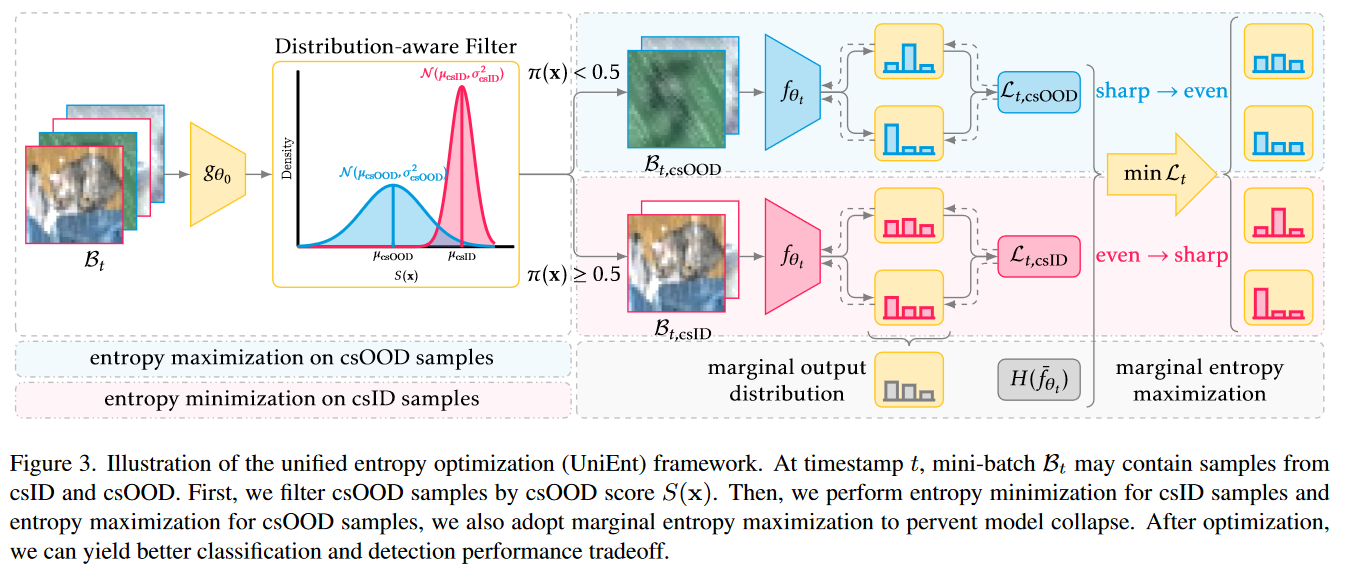 Distribution-aware Filter
𝒩(μcsID, σ²csID)
𝒩(μcsOOD, σ²csOOD)
Density
μcsOOD μcsID
S(x)
ℬt
gθ0
π(x) < 0.5
π(x) ≥ 0.5
ℬt,csOOD
fθt
ℒt,csOOD
sharp → even
min ℒt
ℬt,csID
fθt
ℒt,csID
even → sharp
entropy maximization on csOOD samples
entropy minimization on csID samples
marginal output
distribution
H(f̄θt)
marginal entropy
maximization
Figure 3. Illustration of the unified entropy optimization (UniEnt) framework. At timestamp t, mini-batch ℬt may contain samples from
csID and csOOD. First, we filter csOOD samples by csOOD score S(x). Then, we perform entropy minimization for csID samples and
entropy maximization for csOOD samples, we also adopt marginal entropy maximization to pervent model collapse. After optimization,
we can yield better classification and detection performance tradeoff.